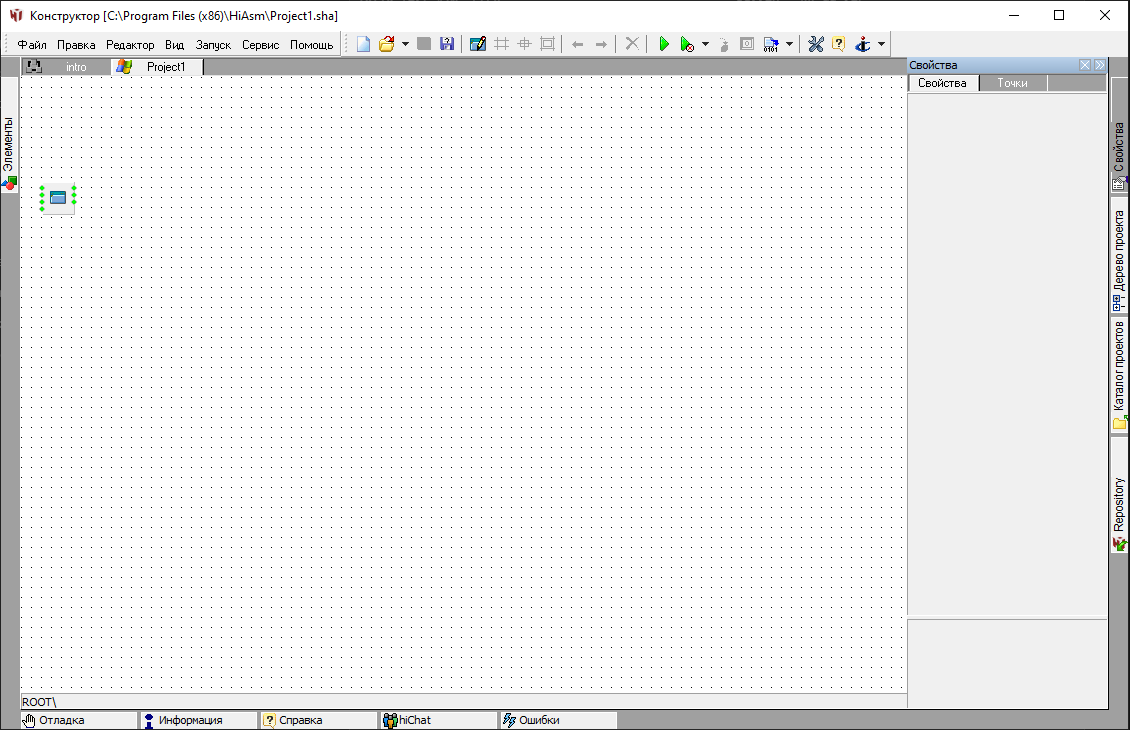 Конструктор [C:\Program Files (x86)\HiAsm\Project1.sha]
Файл Правка Редактор Вид Запуск Сервис Помощь
intro Project1
Свойства
Свойства Точки
Элементы
Свойства
Дерево проекта
Каталог проектов
Repository
ROOT\
Отладка Информация Справка hiChat Ошибки